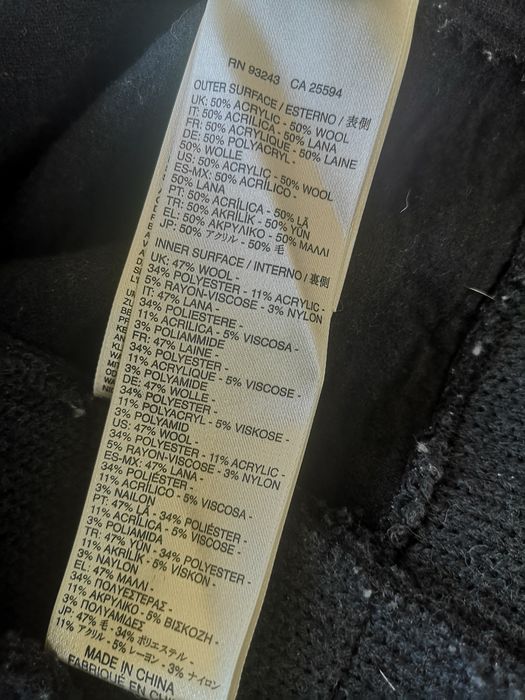 RN 93243 CA 25594
OUTER SURFACE / ESTERNO / 表側
UK: 50% ACRYLIC - 50% WOOL
IT: 50% ACRILICA - 50% LANA
FR: 50% ACRYLIQUE - 50% LAINE
DE: 50% POLYACRYL -
50% WOLLE
US: 50% ACRYLIC - 50% WOOL
ES-MX: 50% ACRÍLICO -
50% LANA
PT: 50% ACRÍLICA - 50% LÃ
TR: 50% AKRİLİK - 50% YÜN
EL: 50% ΑΚΡΥΛΙΚΟ - 50% ΜΑΛΛΙ
JP: 50% アクリル - 50% 毛
INNER SURFACE / INTERNO / 裏側
UK: 47% WOOL -
34% POLYESTER - 11% ACRYLIC -
5% RAYON-VISCOSE - 3% NYLON
IT: 47% LANA -
34% POLIESTERE -
11% ACRILICA - 5% VISCOSA -
3% POLIAMMIDE
FR: 47% LAINE -
34% POLYESTER -
11% ACRYLIQUE - 5% VISCOSE -
3% POLYAMIDE
DE: 47% WOLLE -
34% POLYESTER -
11% POLYACRYL - 5% VISKOSE -
3% POLYAMID
US: 47% WOOL -
34% POLYESTER - 11% ACRYLIC -
5% RAYON-VISCOSE - 3% NYLON
ES-MX: 47% LANA -
34% POLIÉSTER -
11% ACRÍLICO - 5% VISCOSA -
3% NAILON
PT: 47% LÃ - 34% POLIÉSTER -
11% ACRÍLICA - 5% VISCOSE -
3% POLIAMIDA
TR: 47% YÜN - 34% POLYESTER -
11% AKRİLİK - 5% VİSKON -
3% NAYLON
EL: 47% ΜΑΛΛΙ -
34% ΠΟΛΥΕΣΤΕΡΑΣ -
11% ΑΚΡΥΛΙΚΟ - 5% ΒΙΣΚΟΖΗ -
3% ΠΟΛΥΑΜΙΔΕΣ
JP: 47% 毛 - 34% ポリエステル -
11% アクリル - 5% レーヨン - 3% ナイロン
MADE IN CHINA
FABRIQUÉ EN